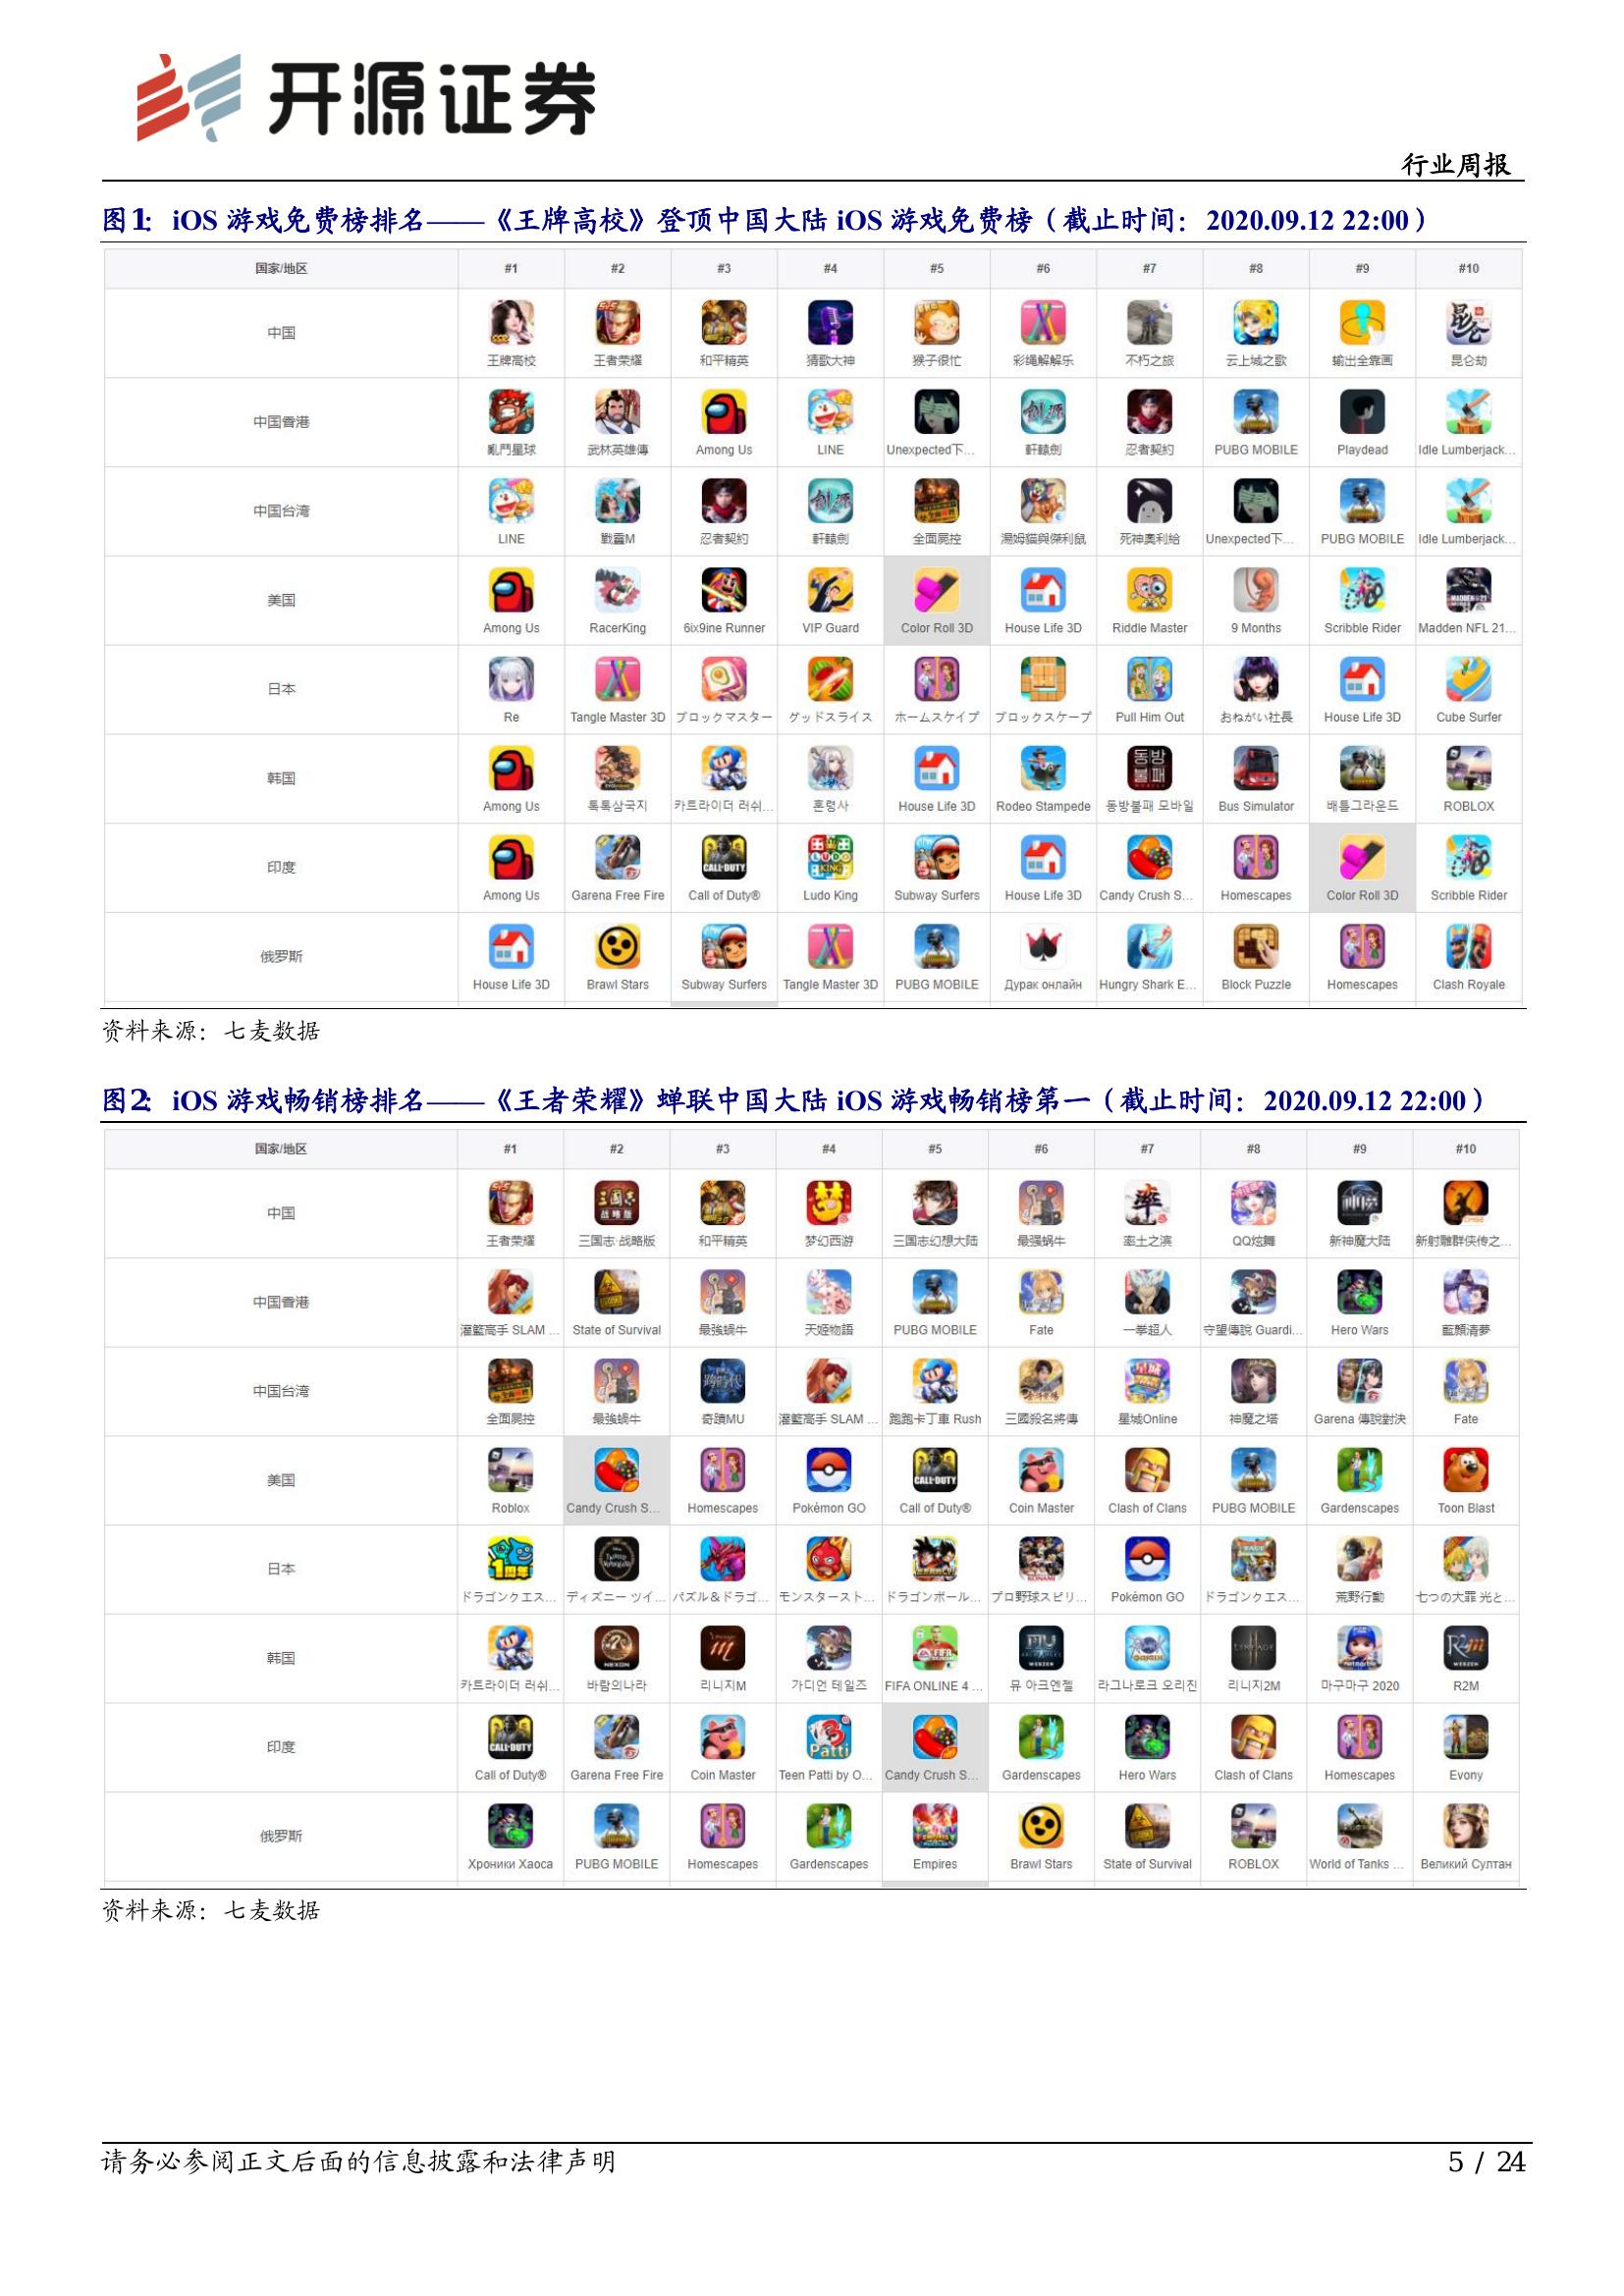 开源证券
行业周报
图1： iOS 游戏免费榜排名——《王牌高校》登顶中国大陆 iOS 游戏免费榜（截止时间：2020.09.12 22:00）
国家/地区 #1 #2 #3 #4 #5 #6 #7 #8 #9 #10
中国 王牌高校 王者荣耀 和平精英 猜歌大神 猴子很忙 彩绳解解乐 不朽之旅 云上城之歌 输出全靠画 昆仑劫
中国香港 亂鬥星球 武林英雄傳 Among Us LINE Unexpected下... 軒轅劍 忍者契約 PUBG MOBILE Playdead Idle Lumberjack...
中国台湾 LINE 戰靈M 忍者契約 軒轅劍 全面屍控 湯姆貓與傑利鼠 死神奧利給 Unexpected下... PUBG MOBILE Idle Lumberjack...
美国 Among Us RacerKing 6ix9ine Runner VIP Guard Color Roll 3D House Life 3D Riddle Master 9 Months Scribble Rider Madden NFL 21...
日本 Re Tangle Master 3D ブロックマスター グッドスライス ホームスケイプ ブロックスケープ Pull Him Out おねがい社長 House Life 3D Cube Surfer
韩国 Among Us 톡톡삼국지 카트라이더 러쉬... 혼령사 House Life 3D Rodeo Stampede 동방불패 모바일 Bus Simulator 배틀그라운드 ROBLOX
印度 Among Us Garena Free Fire Call of Duty® Ludo King Subway Surfers House Life 3D Candy Crush S... Homescapes Color Roll 3D Scribble Rider
俄罗斯 House Life 3D Brawl Stars Subway Surfers Tangle Master 3D PUBG MOBILE Дурак онлайн Hungry Shark E... Block Puzzle Homescapes Clash Royale
资料来源：七麦数据
图2： iOS 游戏畅销榜排名——《王者荣耀》蝉联中国大陆 iOS 游戏畅销榜第一（截止时间：2020.09.12 22:00）
国家/地区 #1 #2 #3 #4 #5 #6 #7 #8 #9 #10
中国 王者荣耀 三国志·战略版 和平精英 梦幻西游 三国志幻想大陆 最强蜗牛 率土之滨 QQ炫舞 新神魔大陆 新射雕群侠传之...
中国香港 灌籃高手 SLAM ... State of Survival 最強蝸牛 天姬物語 PUBG MOBILE Fate 一拳超人 守望傳說 Guardi... Hero Wars 藍顏清夢
中国台湾 全面屍控 最強蝸牛 奇蹟MU 灌籃高手 SLAM ... 跑跑卡丁車 Rush 三國殺名將傳 星城Online 神魔之塔 Garena 傳說對決 Fate
美国 Roblox Candy Crush S... Homescapes Pokémon GO Call of Duty® Coin Master Clash of Clans PUBG MOBILE Gardenscapes Toon Blast
日本 ドラゴンクエス... ディズニー ツイ... パズル＆ドラゴ... モンスタースト... ドラゴンボール... プロ野球スピリ... Pokémon GO ドラゴンクエス... 荒野行動 七つの大罪 光と...
韩国 카트라이더 러쉬... 바람의나라 리니지M 가디언 테일즈 FIFA ONLINE 4 ... 뮤 아크엔젤 라그나로크 오리진 리니지2M 마구마구 2020 R2M
印度 Call of Duty® Garena Free Fire Coin Master Teen Patti by O... Candy Crush S... Gardenscapes Hero Wars Clash of Clans Homescapes Evony
俄罗斯 Хроники Хаоса PUBG MOBILE Homescapes Gardenscapes Empires Brawl Stars State of Survival ROBLOX World of Tanks ... Великий Султан
资料来源：七麦数据
请务必参阅正文后面的信息披露和法律声明
5 / 24